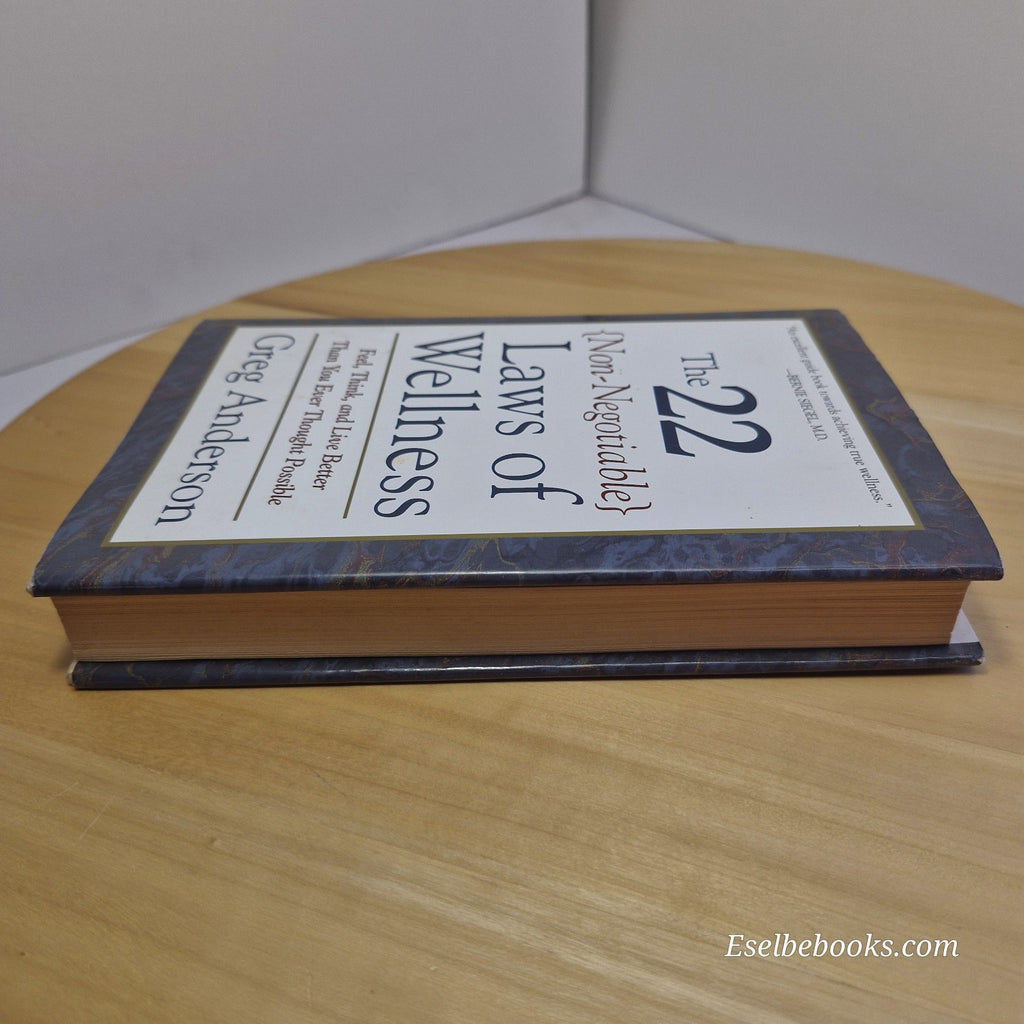 "An excellent guide book towards achieving true wellness."
—BERNIE SIEGEL, M.D.
The
22
{Non-Negotiable}
Laws of
Wellness
Feel, Think, and Live Better
Than You Ever Thought Possible
Greg Anderson
Eselbebooks.com